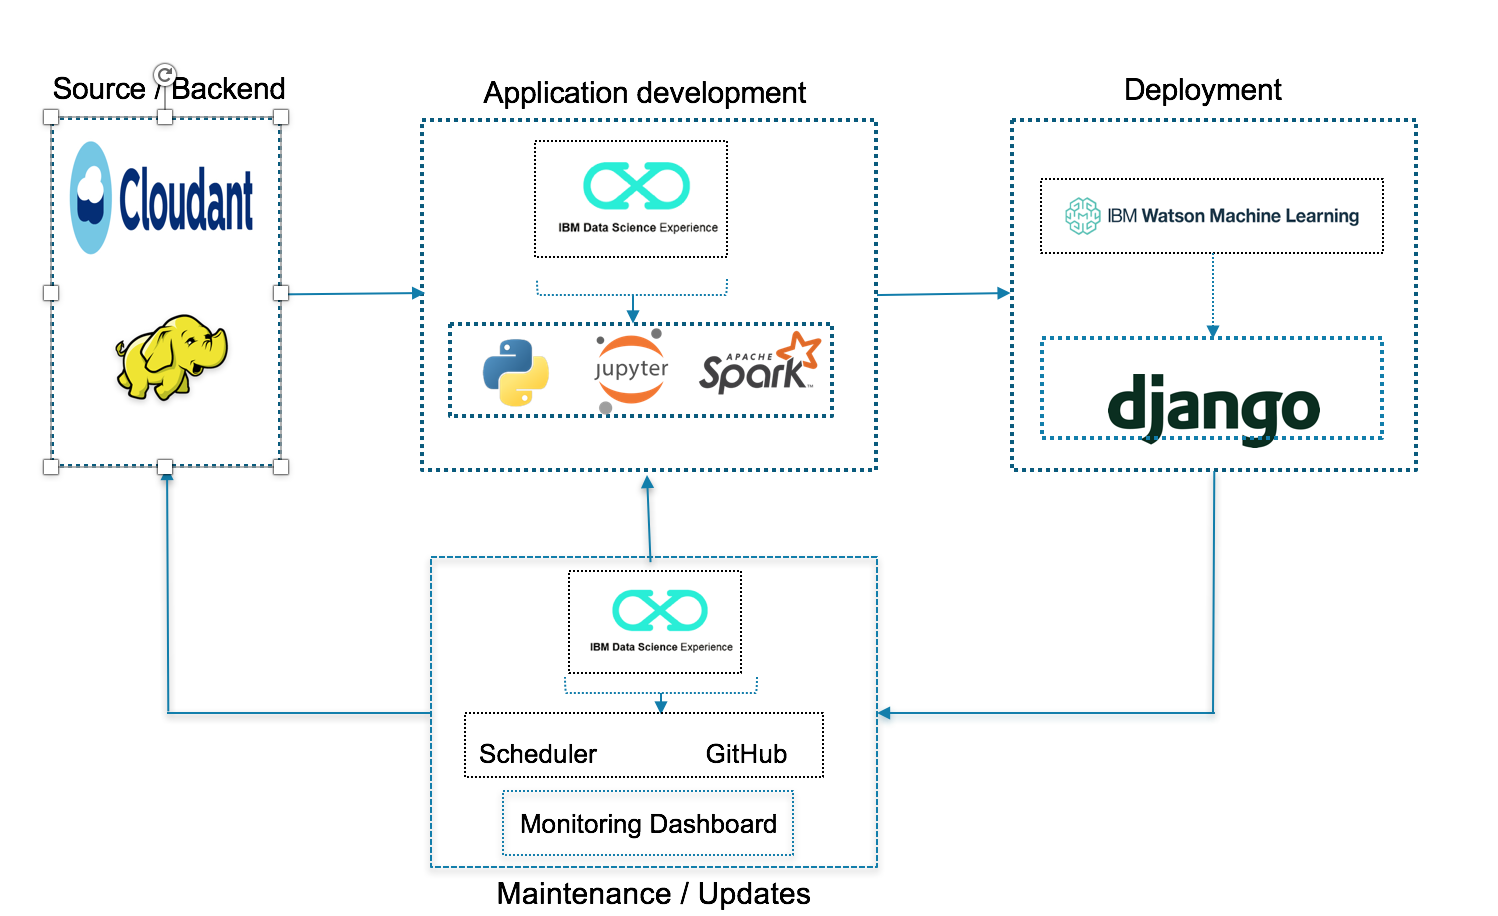 Source / Backend
Application development
Deployment
Cloudant
IBM Data Science Experience
IBM Watson Machine Learning
jupyter
APACHE
Spark™
django
IBM Data Science Experience
Scheduler
GitHub
Monitoring Dashboard
Maintenance / Updates